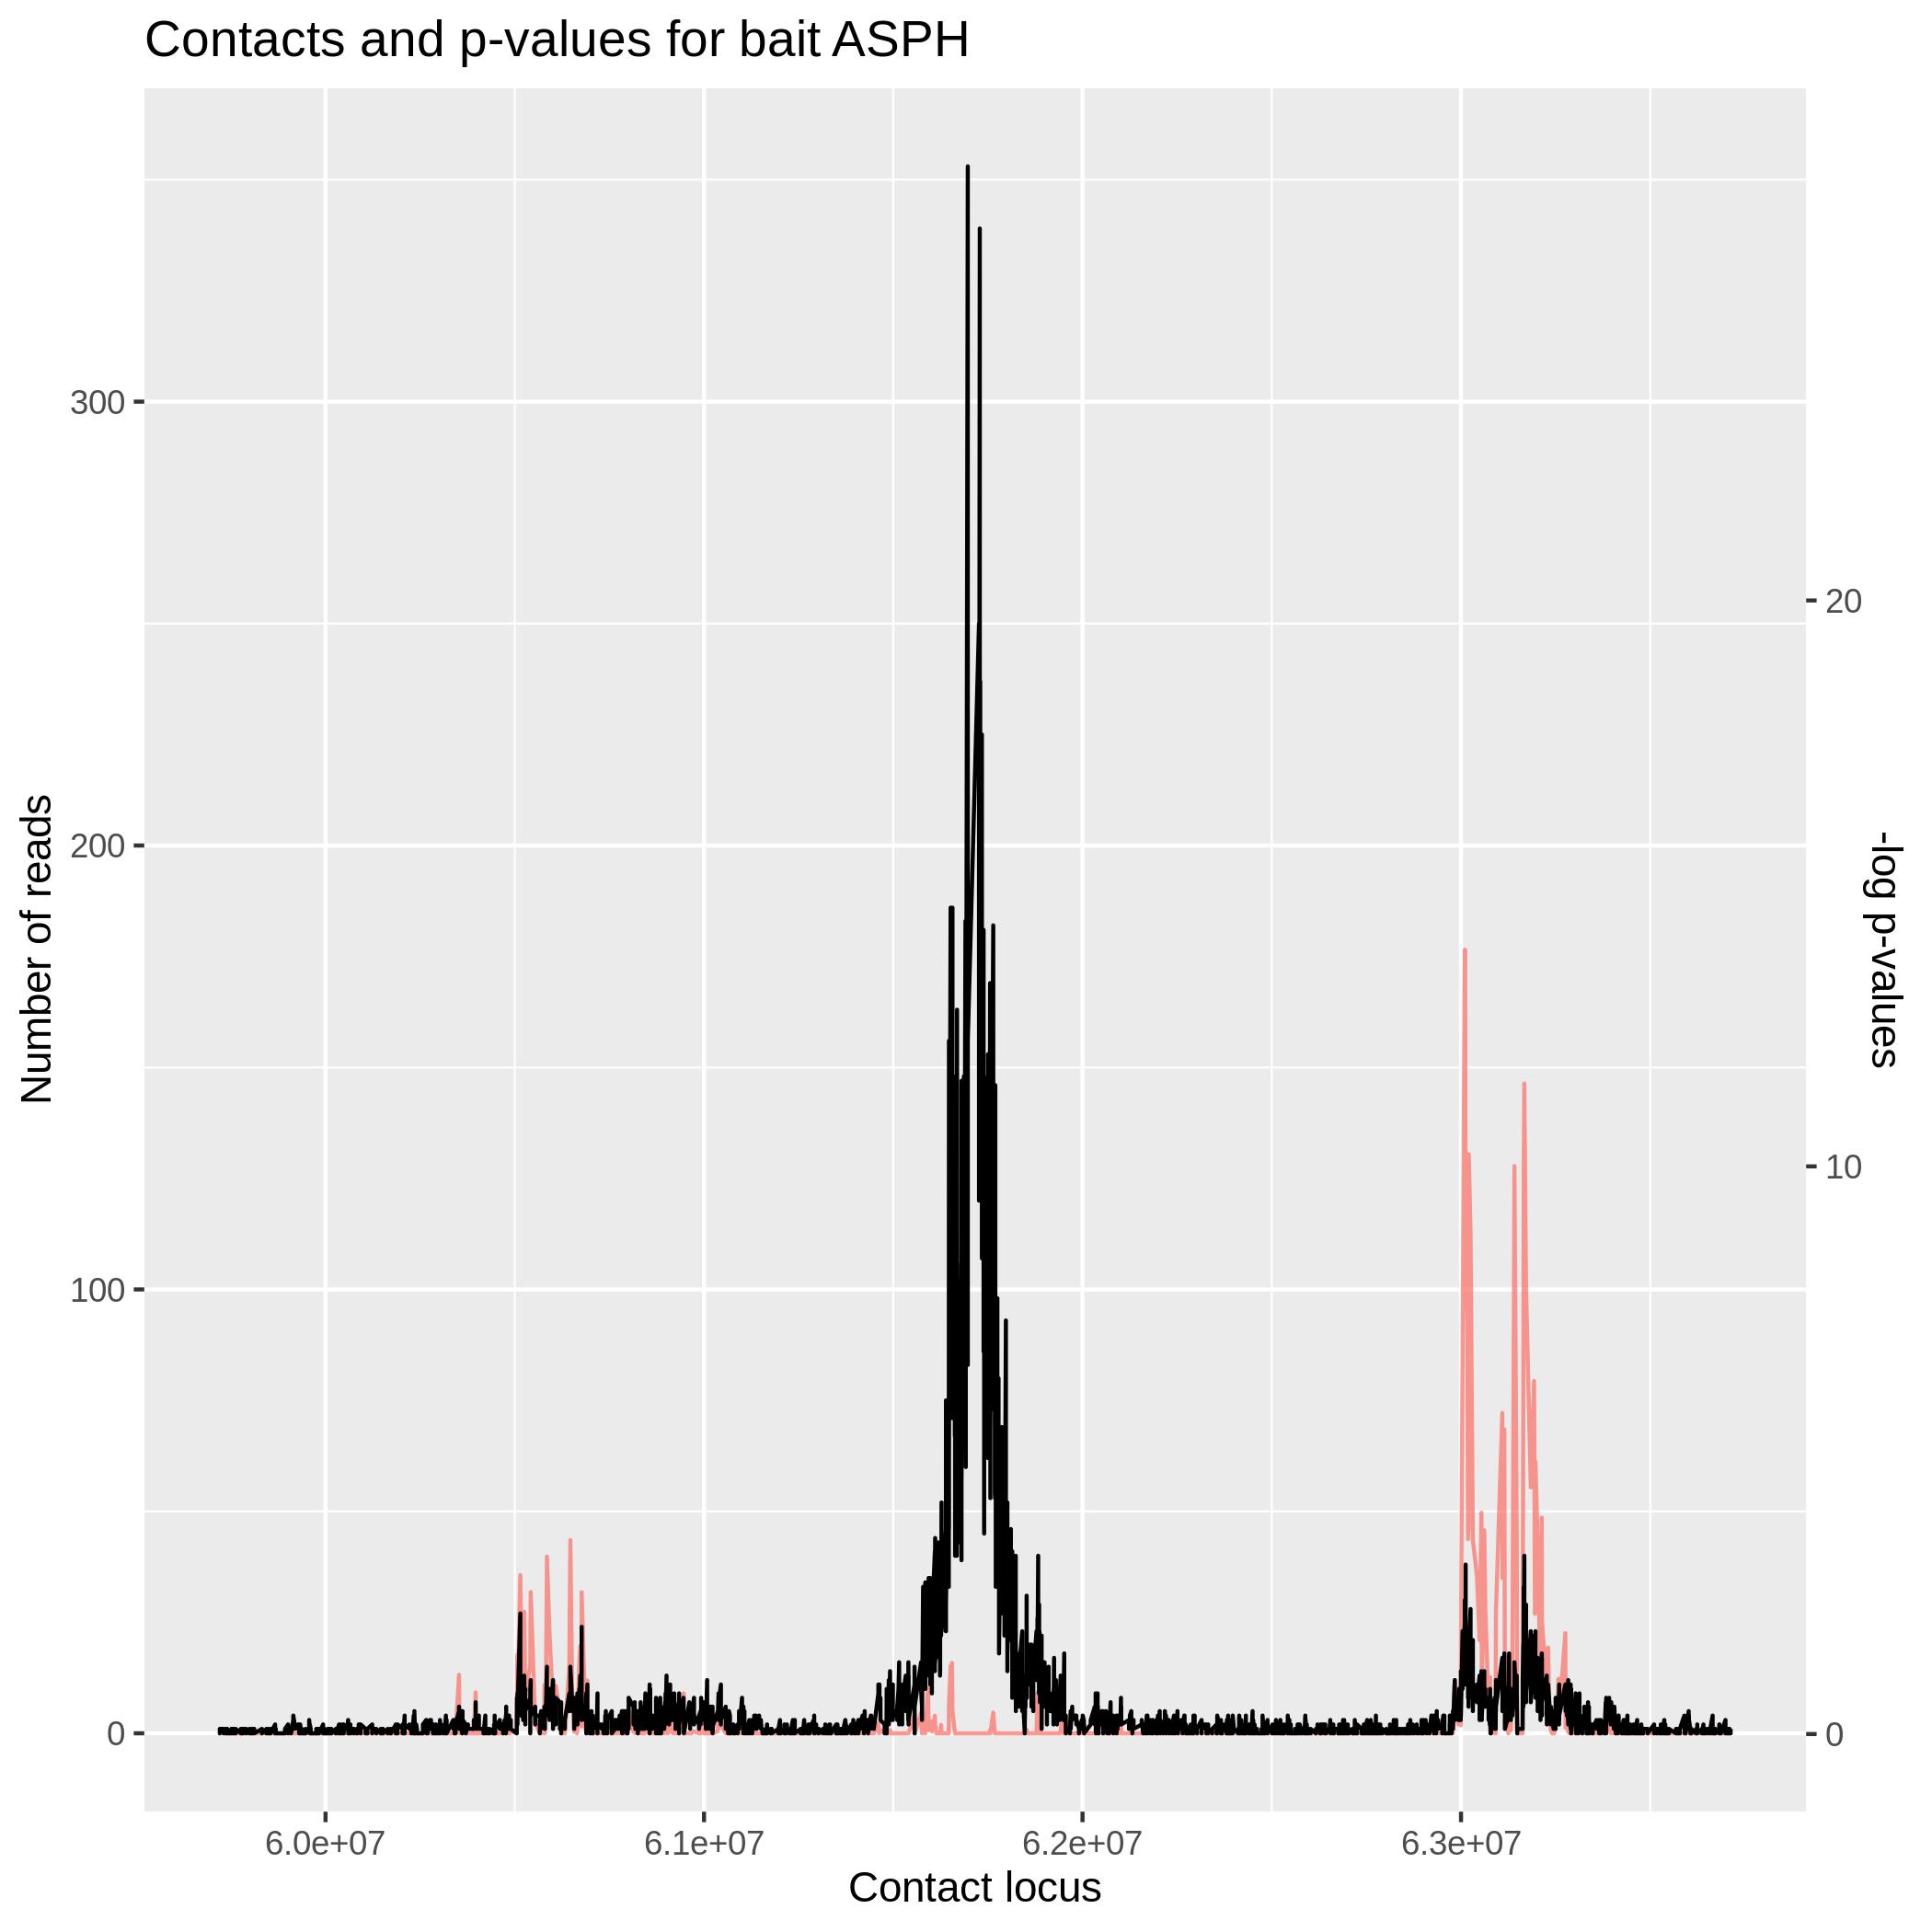 Contacts and p-values for bait ASPH
300
200
100
0
Number of reads
20
10
0
-log p-values
6.0e+07
6.1e+07
6.2e+07
6.3e+07
Contact locus